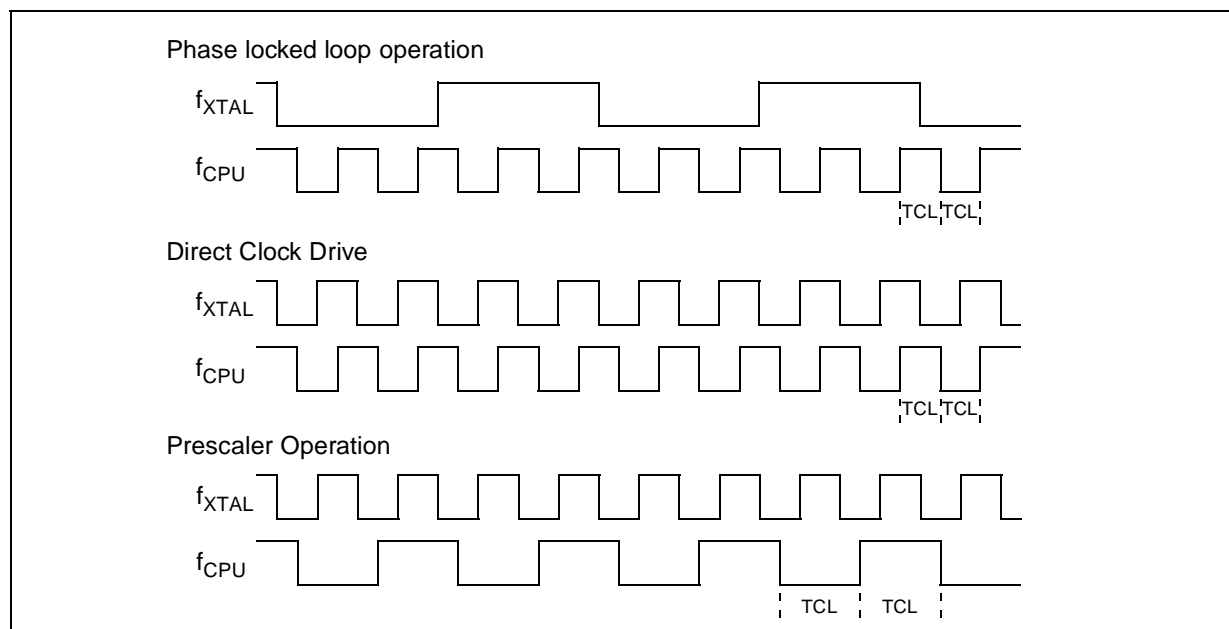 Phase locked loop operation
fXTAL
fCPU
TCL TCL
Direct Clock Drive
fXTAL
fCPU
TCL TCL
Prescaler Operation
fXTAL
fCPU
TCL TCL